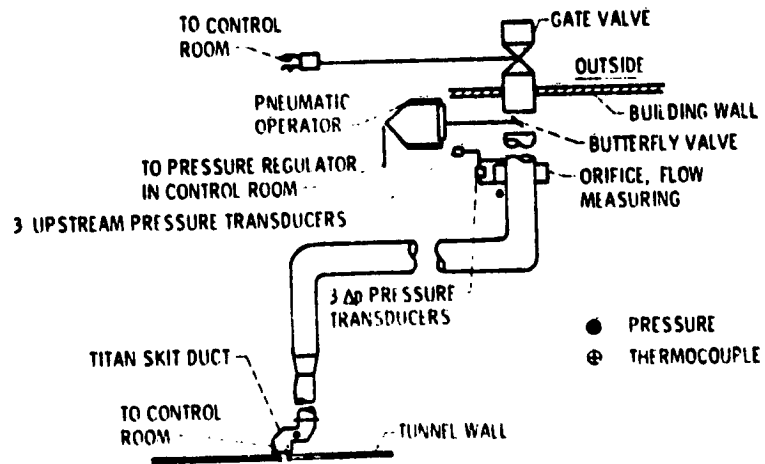 TO CONTROL
ROOM
GATE VALVE
OUTSIDE
PNEUMATIC
OPERATOR
BUILDING WALL
BUTTERFLY VALVE
TO PRESSURE REGULATOR
IN CONTROL ROOM
ORIFICE, FLOW
MEASURING
3 UPSTREAM PRESSURE TRANSDUCERS
3 Δp PRESSURE
TRANSDUCERS
PRESSURE
THERMOCOUPLE
TITAN SKIT DUCT
TO CONTROL
ROOM
TUNNEL WALL